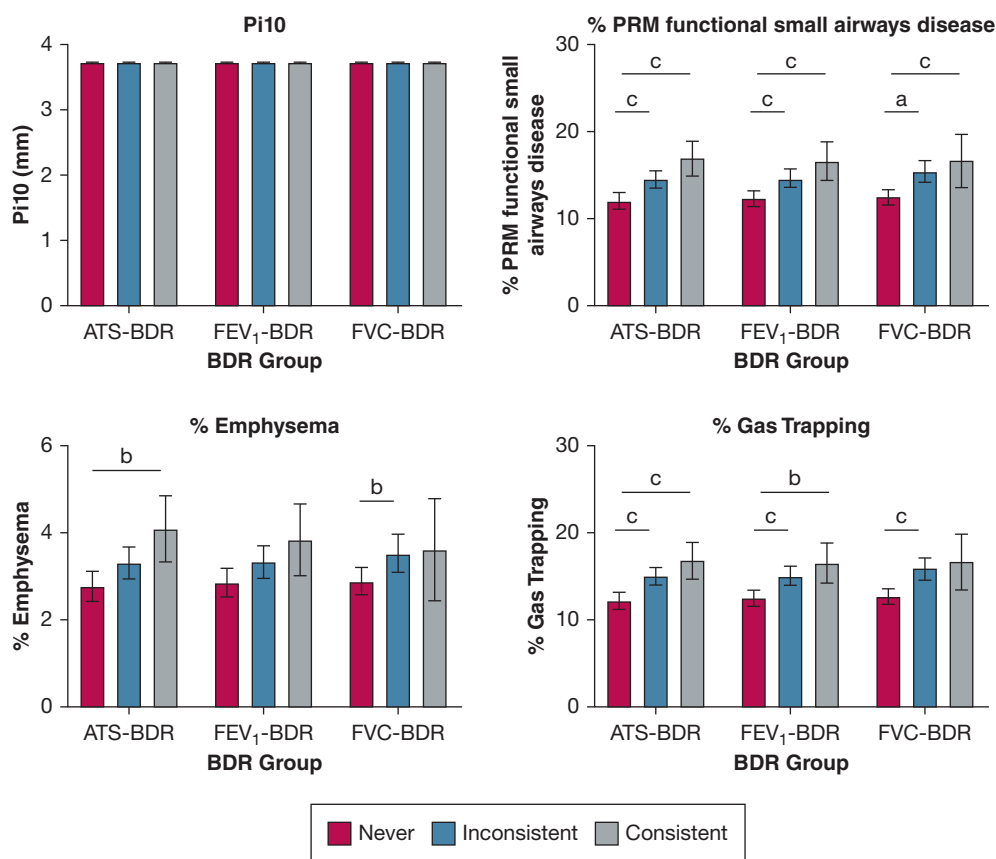 Pi10
4
3
2
1
0
Pi10 (mm)
ATS-BDR FEV₁-BDR FVC-BDR
BDR Group
% PRM functional small airways disease
30
20
10
0
% PRM functional small
airways disease
c
c
c
c
c
a
ATS-BDR FEV₁-BDR FVC-BDR
BDR Group
% Emphysema
6
4
2
0
% Emphysema
b
b
ATS-BDR FEV₁-BDR FVC-BDR
BDR Group
% Gas Trapping
30
20
10
0
% Gas Trapping
c
c
b
c
c
ATS-BDR FEV₁-BDR FVC-BDR
BDR Group
Never Inconsistent Consistent